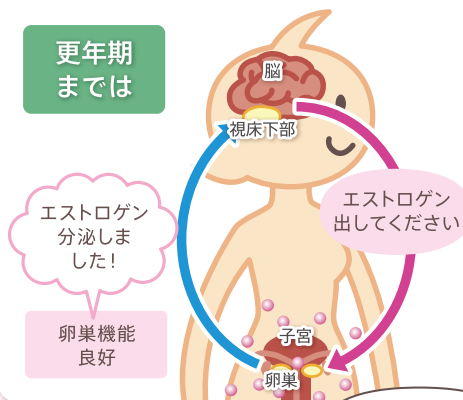 更年期
までは
脳
視床下部
エストロゲン
出してください
エストロゲン
分泌しま
した!
卵巣機能
良好
子宮
卵巣